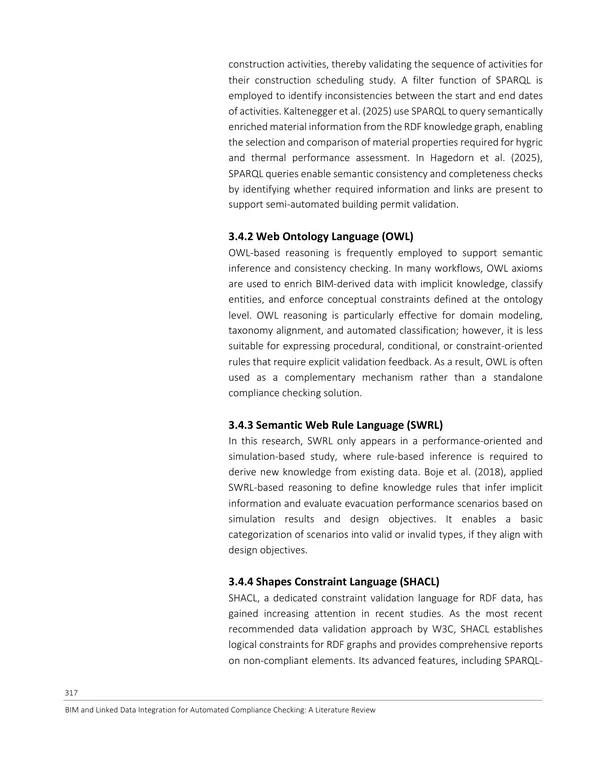 construction activities, thereby validating the sequence of activities for
their construction scheduling study. A filter function of SPARQL is
employed to identify inconsistencies between the start and end dates
of activities. Kaltenegger et al. (2025) use SPARQL to query semantically
enriched material information from the RDF knowledge graph, enabling
the selection and comparison of material properties required for hygric
and thermal performance assessment. In Hagedorn et al. (2025),
SPARQL queries enable semantic consistency and completeness checks
by identifying whether required information and links are present to
support semi-automated building permit validation.
3.4.2 Web Ontology Language (OWL)
OWL-based reasoning is frequently employed to support semantic
inference and consistency checking. In many workflows, OWL axioms
are used to enrich BIM-derived data with implicit knowledge, classify
entities, and enforce conceptual constraints defined at the ontology
level. OWL reasoning is particularly effective for domain modeling,
taxonomy alignment, and automated classification; however, it is less
suitable for expressing procedural, conditional, or constraint-oriented
rules that require explicit validation feedback. As a result, OWL is often
used as a complementary mechanism rather than a standalone
compliance checking solution.
3.4.3 Semantic Web Rule Language (SWRL)
In this research, SWRL only appears in a performance-oriented and
simulation-based study, where rule-based inference is required to
derive new knowledge from existing data. Boje et al. (2018), applied
SWRL-based reasoning to define knowledge rules that infer implicit
information and evaluate evacuation performance scenarios based on
simulation results and design objectives. It enables a basic
categorization of scenarios into valid or invalid types, if they align with
design objectives.
3.4.4 Shapes Constraint Language (SHACL)
SHACL, a dedicated constraint validation language for RDF data, has
gained increasing attention in recent studies. As the most recent
recommended data validation approach by W3C, SHACL establishes
logical constraints for RDF graphs and provides comprehensive reports
on non-compliant elements. Its advanced features, including SPARQL-
317
BIM and Linked Data Integration for Automated Compliance Checking: A Literature Review